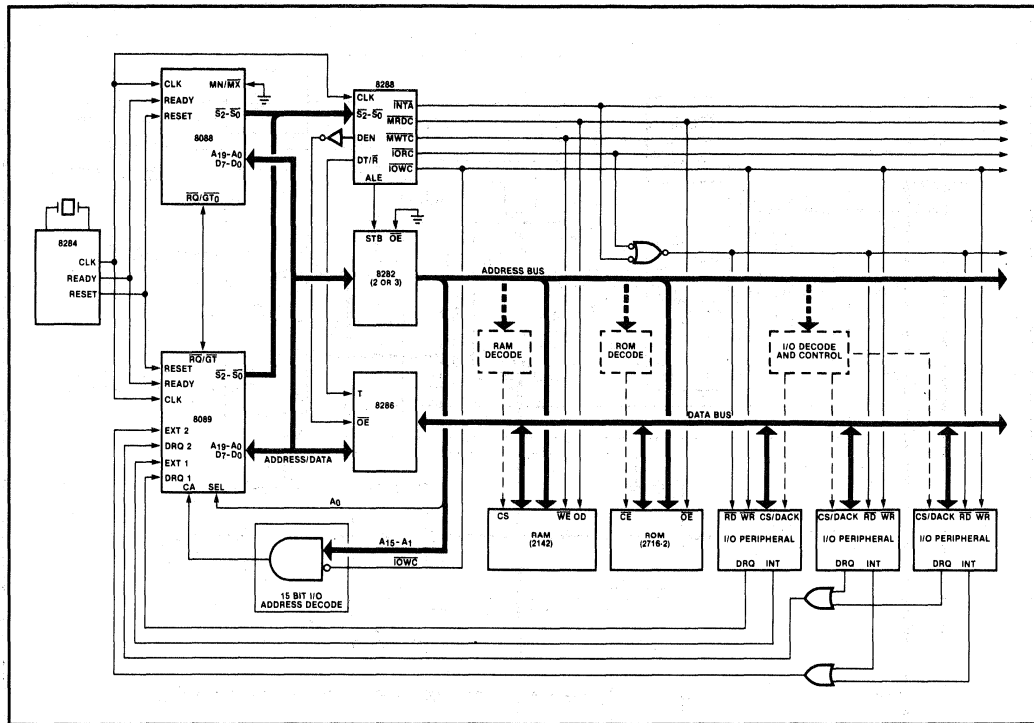 8284
CLK
READY
RESET
CLK
MN/MX
READY
RESET
S2-S0
8088
A19-A0
D7-D0
RQ/GT0
8288
CLK
S2-S0
DEN
DT/R
ALE
INTA
MRDC
MWTC
IORC
IOWC
STB OE
8282
(2 OR 3)
ADDRESS BUS
RAM
DECODE
ROM
DECODE
I/O DECODE
AND CONTROL
RQ/GT
RESET
READY
CLK
S2-S0
8089
EXT 2
DRQ 2
EXT 1
DRQ 1
A19-A0
D7-D0
CA SEL
ADDRESS/DATA
T
8286
OE
DATA BUS
A0
A15-A1
IOWC
15 BIT I/O
ADDRESS DECODE
CS WE OD
RAM
(2142)
CE OE
ROM
(2716-2)
RD WR CS/DACK
I/O PERIPHERAL
DRQ INT
CS/DACK RD WR
I/O PERIPHERAL
DRQ INT
CS/DACK RD WR
I/O PERIPHERAL
DRQ INT